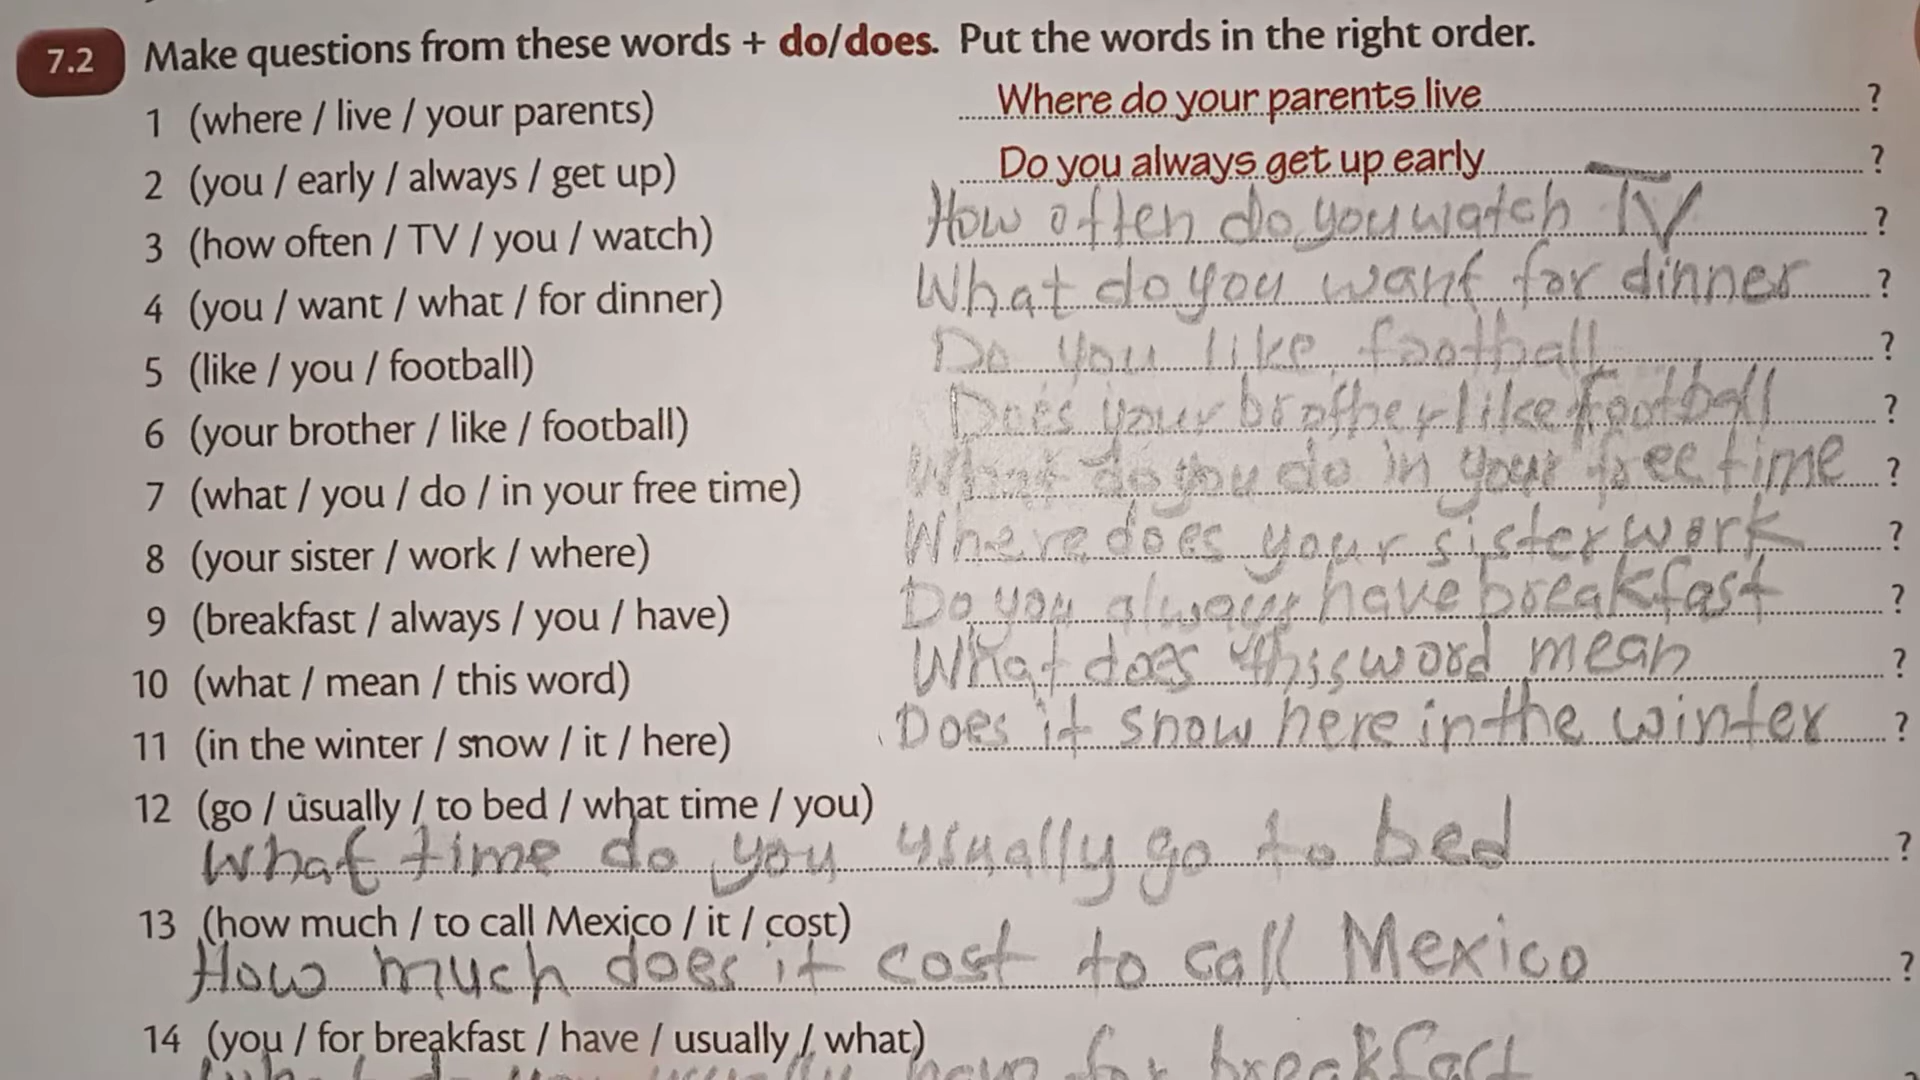 7.2 Make questions from these words + do/does. Put the words in the right order.
1 (where / live / your parents) Where do your parents live ?
2 (you / early / always / get up) Do you always get up early ?
3 (how often / TV / you / watch) How often do you watch TV ?
4 (you / want / what / for dinner) What do you want for dinner ?
5 (like / you / football) Do you like football ?
6 (your brother / like / football) Does your brother like football ?
7 (what / you / do / in your free time) What do you do in your free time ?
8 (your sister / work / where) Where does your sister work ?
9 (breakfast / always / you / have) Do you always have breakfast ?
10 (what / mean / this word) What does this word mean ?
11 (in the winter / snow / it / here) Does it snow here in the winter ?
12 (go / usually / to bed / what time / you)
What time do you usually go to bed ?
13 (how much / to call Mexico / it / cost)
How much does it cost to call Mexico ?
14 (you / for breakfast / have / usually / what)
usually have for breakfast